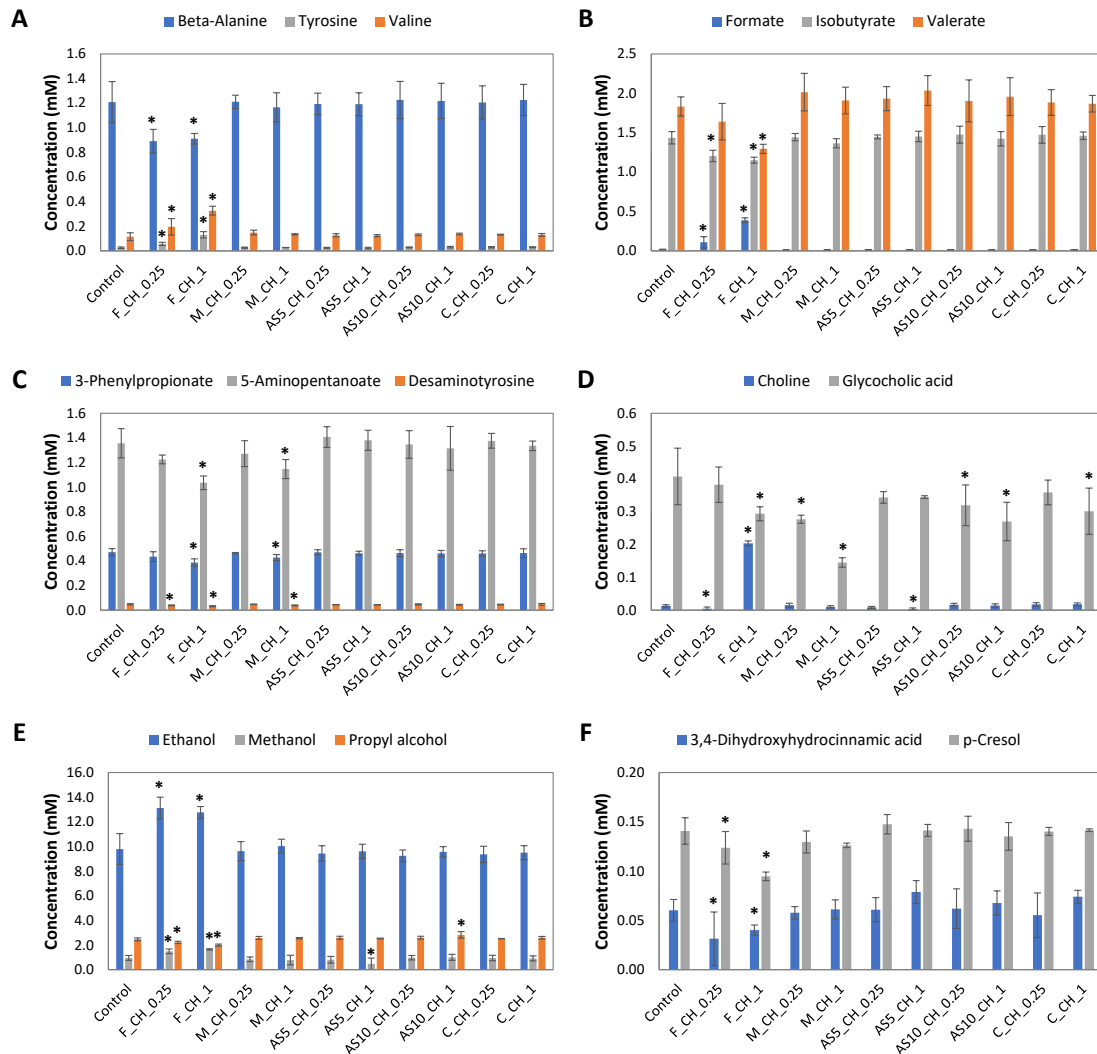 A
Beta-Alanine Tyrosine Valine
Concentration (mM)
1.6
1.4
1.2
1.0
0.8
0.6
0.4
0.2
0.0
* * * * * *
Control F_CH_0.25 F_CH_1 M_CH_0.25 M_CH_1 AS5_CH_0.25 AS5_CH_1 AS10_CH_0.25 AS10_CH_1 C_CH_0.25 C_CH_1
B
Formate Isobutyrate Valerate
Concentration (mM)
2.5
2.0
1.5
1.0
0.5
0.0
* * * * *
Control F_CH_0.25 F_CH_1 M_CH_0.25 M_CH_1 AS5_CH_0.25 AS5_CH_1 AS10_CH_0.25 AS10_CH_1 C_CH_0.25 C_CH_1
C
3-Phenylpropionate 5-Aminopentanoate Desaminotyrosine
Concentration (mM)
1.6
1.4
1.2
1.0
0.8
0.6
0.4
0.2
0.0
* * * * * * *
Control F_CH_0.25 F_CH_1 M_CH_0.25 M_CH_1 AS5_CH_0.25 AS5_CH_1 AS10_CH_0.25 AS10_CH_1 C_CH_0.25 C_CH_1
D
Choline Glycocholic acid
Concentration (mM)
0.6
0.5
0.4
0.3
0.2
0.1
0.0
* * * * * * * * *
Control F_CH_0.25 F_CH_1 M_CH_0.25 M_CH_1 AS5_CH_0.25 AS5_CH_1 AS10_CH_0.25 AS10_CH_1 C_CH_0.25 C_CH_1
E
Ethanol Methanol Propyl alcohol
Concentration (mM)
16.0
14.0
12.0
10.0
8.0
6.0
4.0
2.0
0.0
* * * * ** * *
Control F_CH_0.25 F_CH_1 M_CH_0.25 M_CH_1 AS5_CH_0.25 AS5_CH_1 AS10_CH_0.25 AS10_CH_1 C_CH_0.25 C_CH_1
F
3,4-Dihydroxyhydrocinnamic acid p-Cresol
Concentration (mM)
0.20
0.15
0.10
0.05
0.00
* * * *
Control F_CH_0.25 F_CH_1 M_CH_0.25 M_CH_1 AS5_CH_0.25 AS5_CH_1 AS10_CH_0.25 AS10_CH_1 C_CH_0.25 C_CH_1